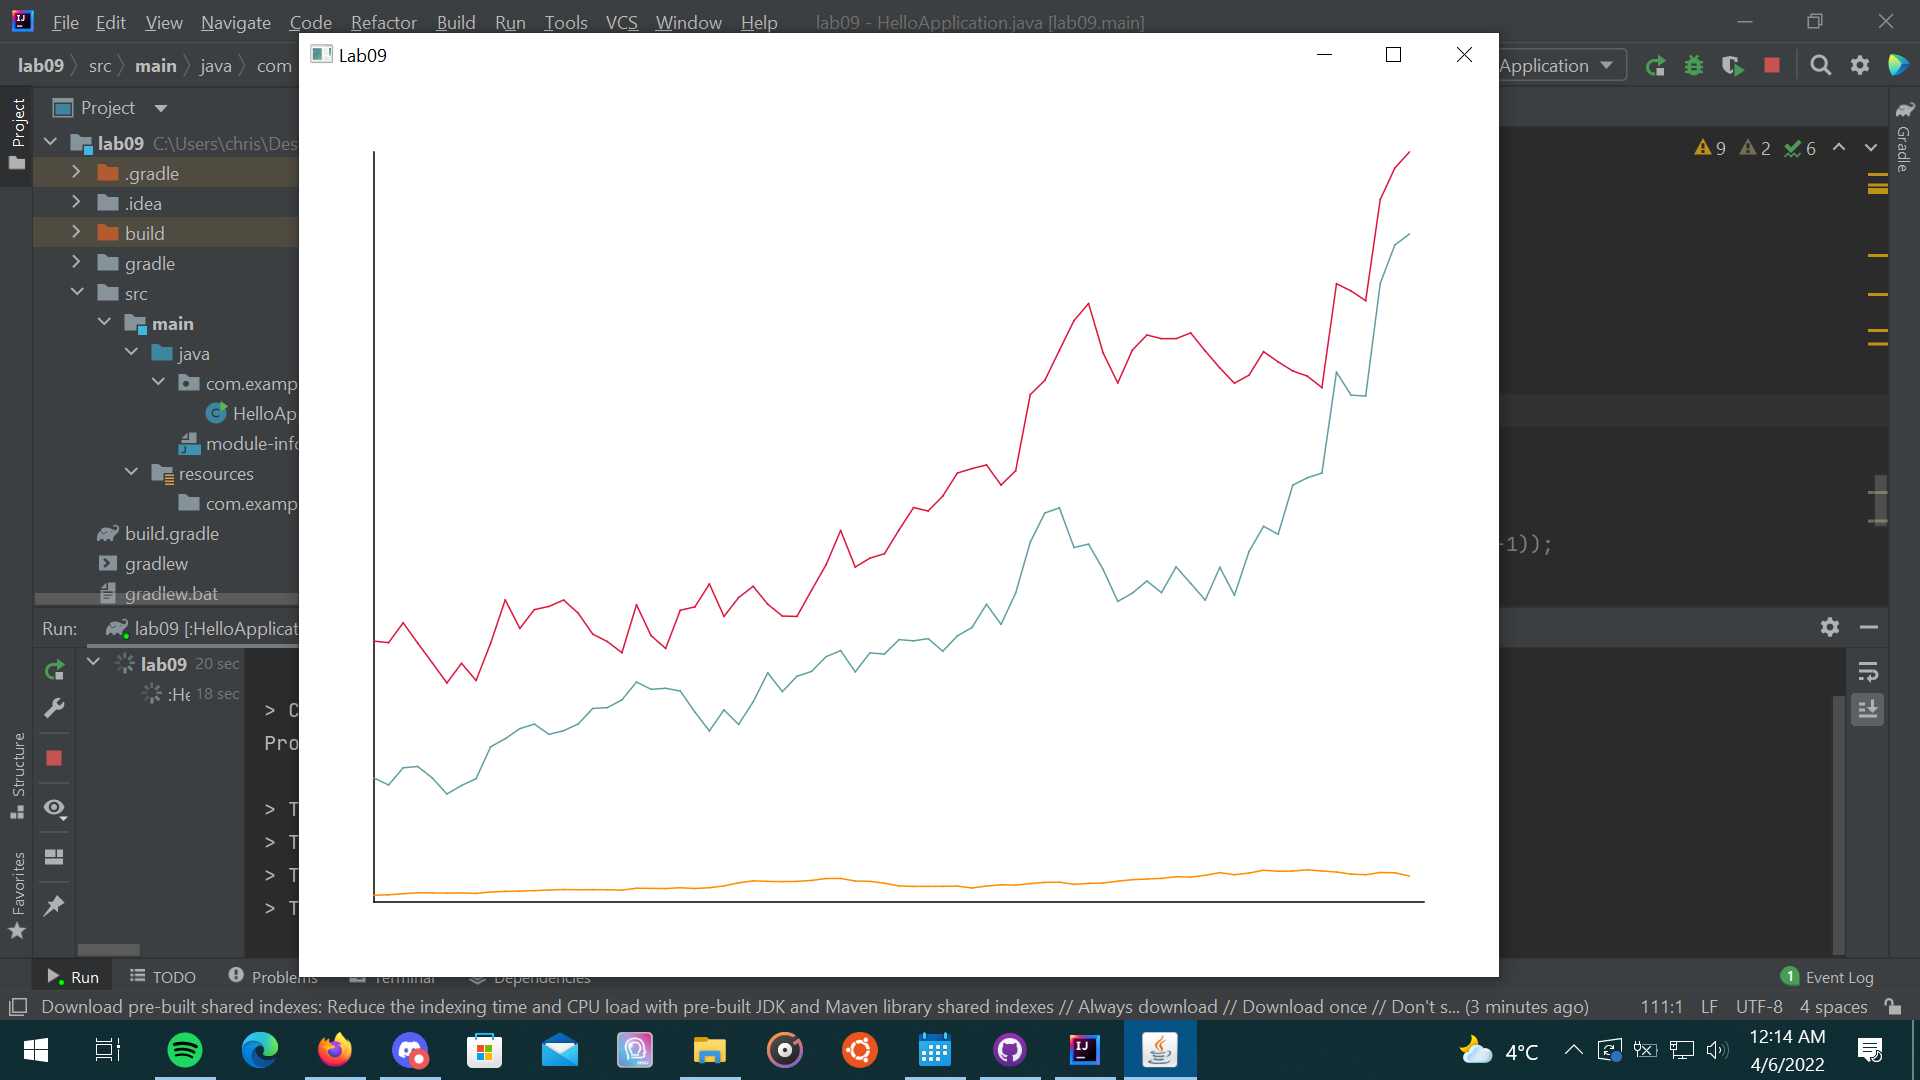 File Edit View Navigate Code Refactor Build Run Tools VCS Window Help lab09 - HelloApplication.java [lab09.main]
Lab09
lab09 src main java com
Application
Project
Project
lab09 C:\Users\chris\Des
9 2 6
Gradle
.gradle
.idea
build
gradle
src
main
java
com.examp
HelloAp
module-info
resources
com.examp
build.gradle
-1));
gradlew
gradlew.bat
Run: lab09 [:HelloApplicat
lab09 20 sec
:He 18 sec
> C
Pro
> T
> T
> T
> T
Structure
Favorites
Run TODO Problems Terminal Dependencies
1 Event Log
Download pre-built shared indexes: Reduce the indexing time and CPU load with pre-built JDK and Maven library shared indexes // Always download // Download once // Don't s... (3 minutes ago) 111:1 LF UTF-8 4 spaces
4°C
12:14 AM
4/6/2022